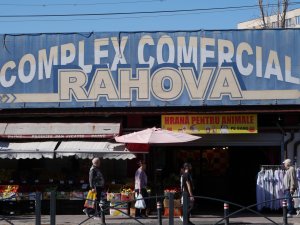 COMPLEX COMERCIAL
RAHOVA
HRANĂ PENTRU ANIMALE